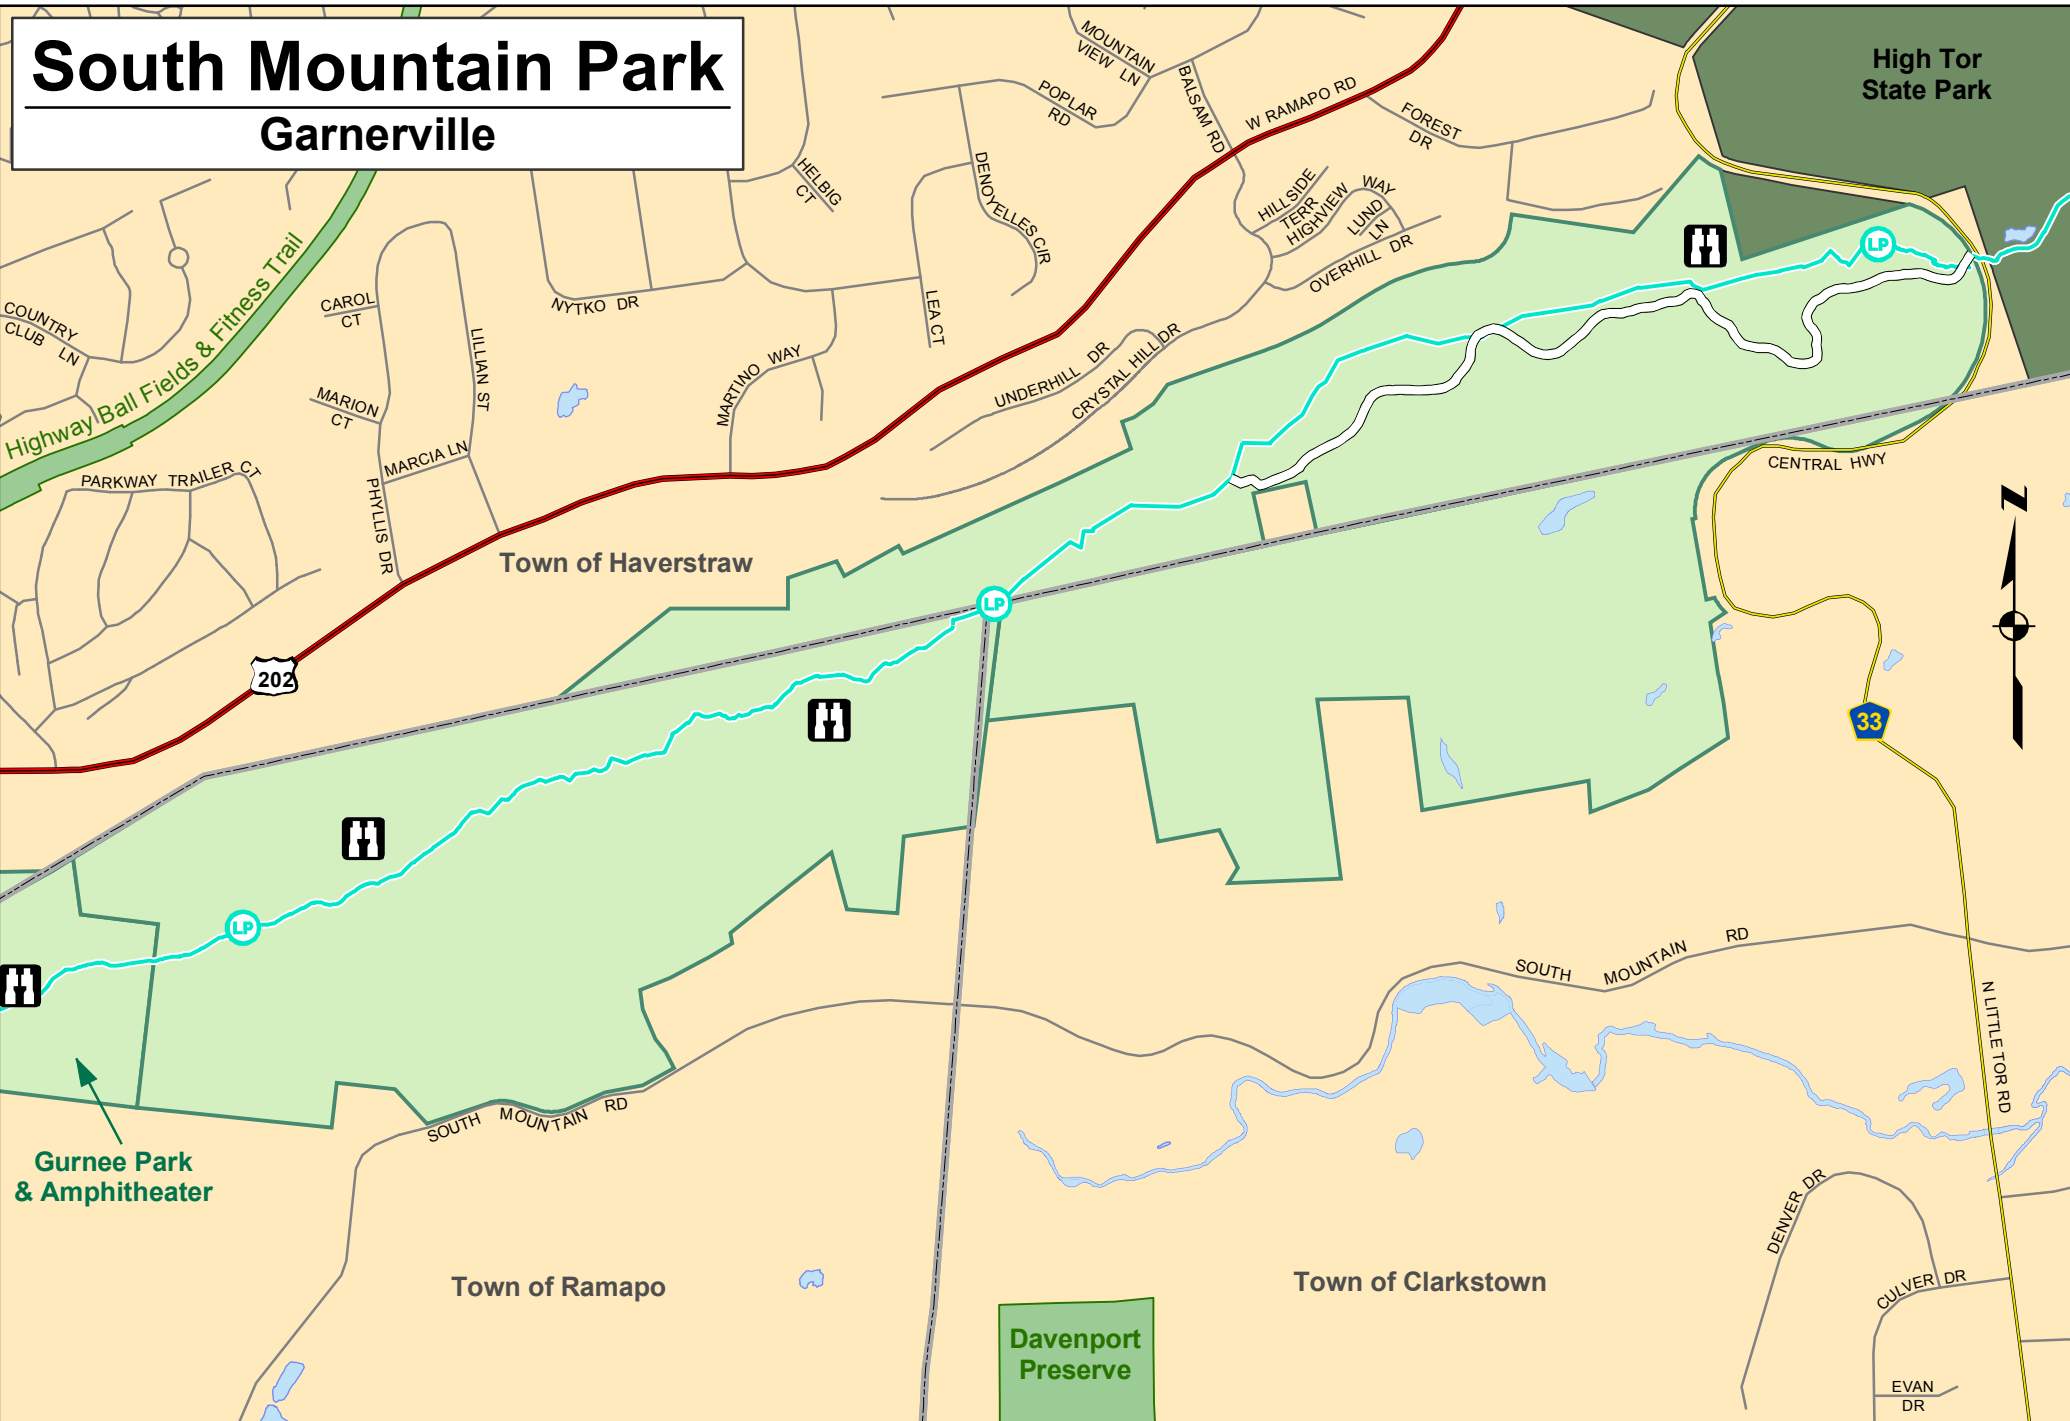 South Mountain Park
Garnerville
High Tor
State Park
MOUNTAIN
VIEW LN
POPLAR
RD
BALSAM RD
W RAMAPO RD
FOREST
DR
HELBIG
CT
DENOYELLES CIR
HILLSIDE
TERR
HIGHVIEW WAY
LUND
LN
OVERHILL DR
LP
Highway Ball Fields & Fitness Trail
COUNTRY
CLUB LN
CAROL
CT
NYTKO DR
LEA CT
LILLIAN ST
MARTINO WAY
UNDERHILL DR
CRYSTAL HILL DR
MARION
CT
MARCIA LN
PARKWAY TRAILER CT
PHYLLIS DR
CENTRAL HWY
N
Town of Haverstraw
LP
202
33
LP
SOUTH MOUNTAIN RD
N LITTLE TOR RD
SOUTH MOUNTAIN RD
Gurnee Park
& Amphitheater
DENVER DR
Town of Ramapo
Town of Clarkstown
CULVER DR
Davenport
Preserve
EVAN
DR